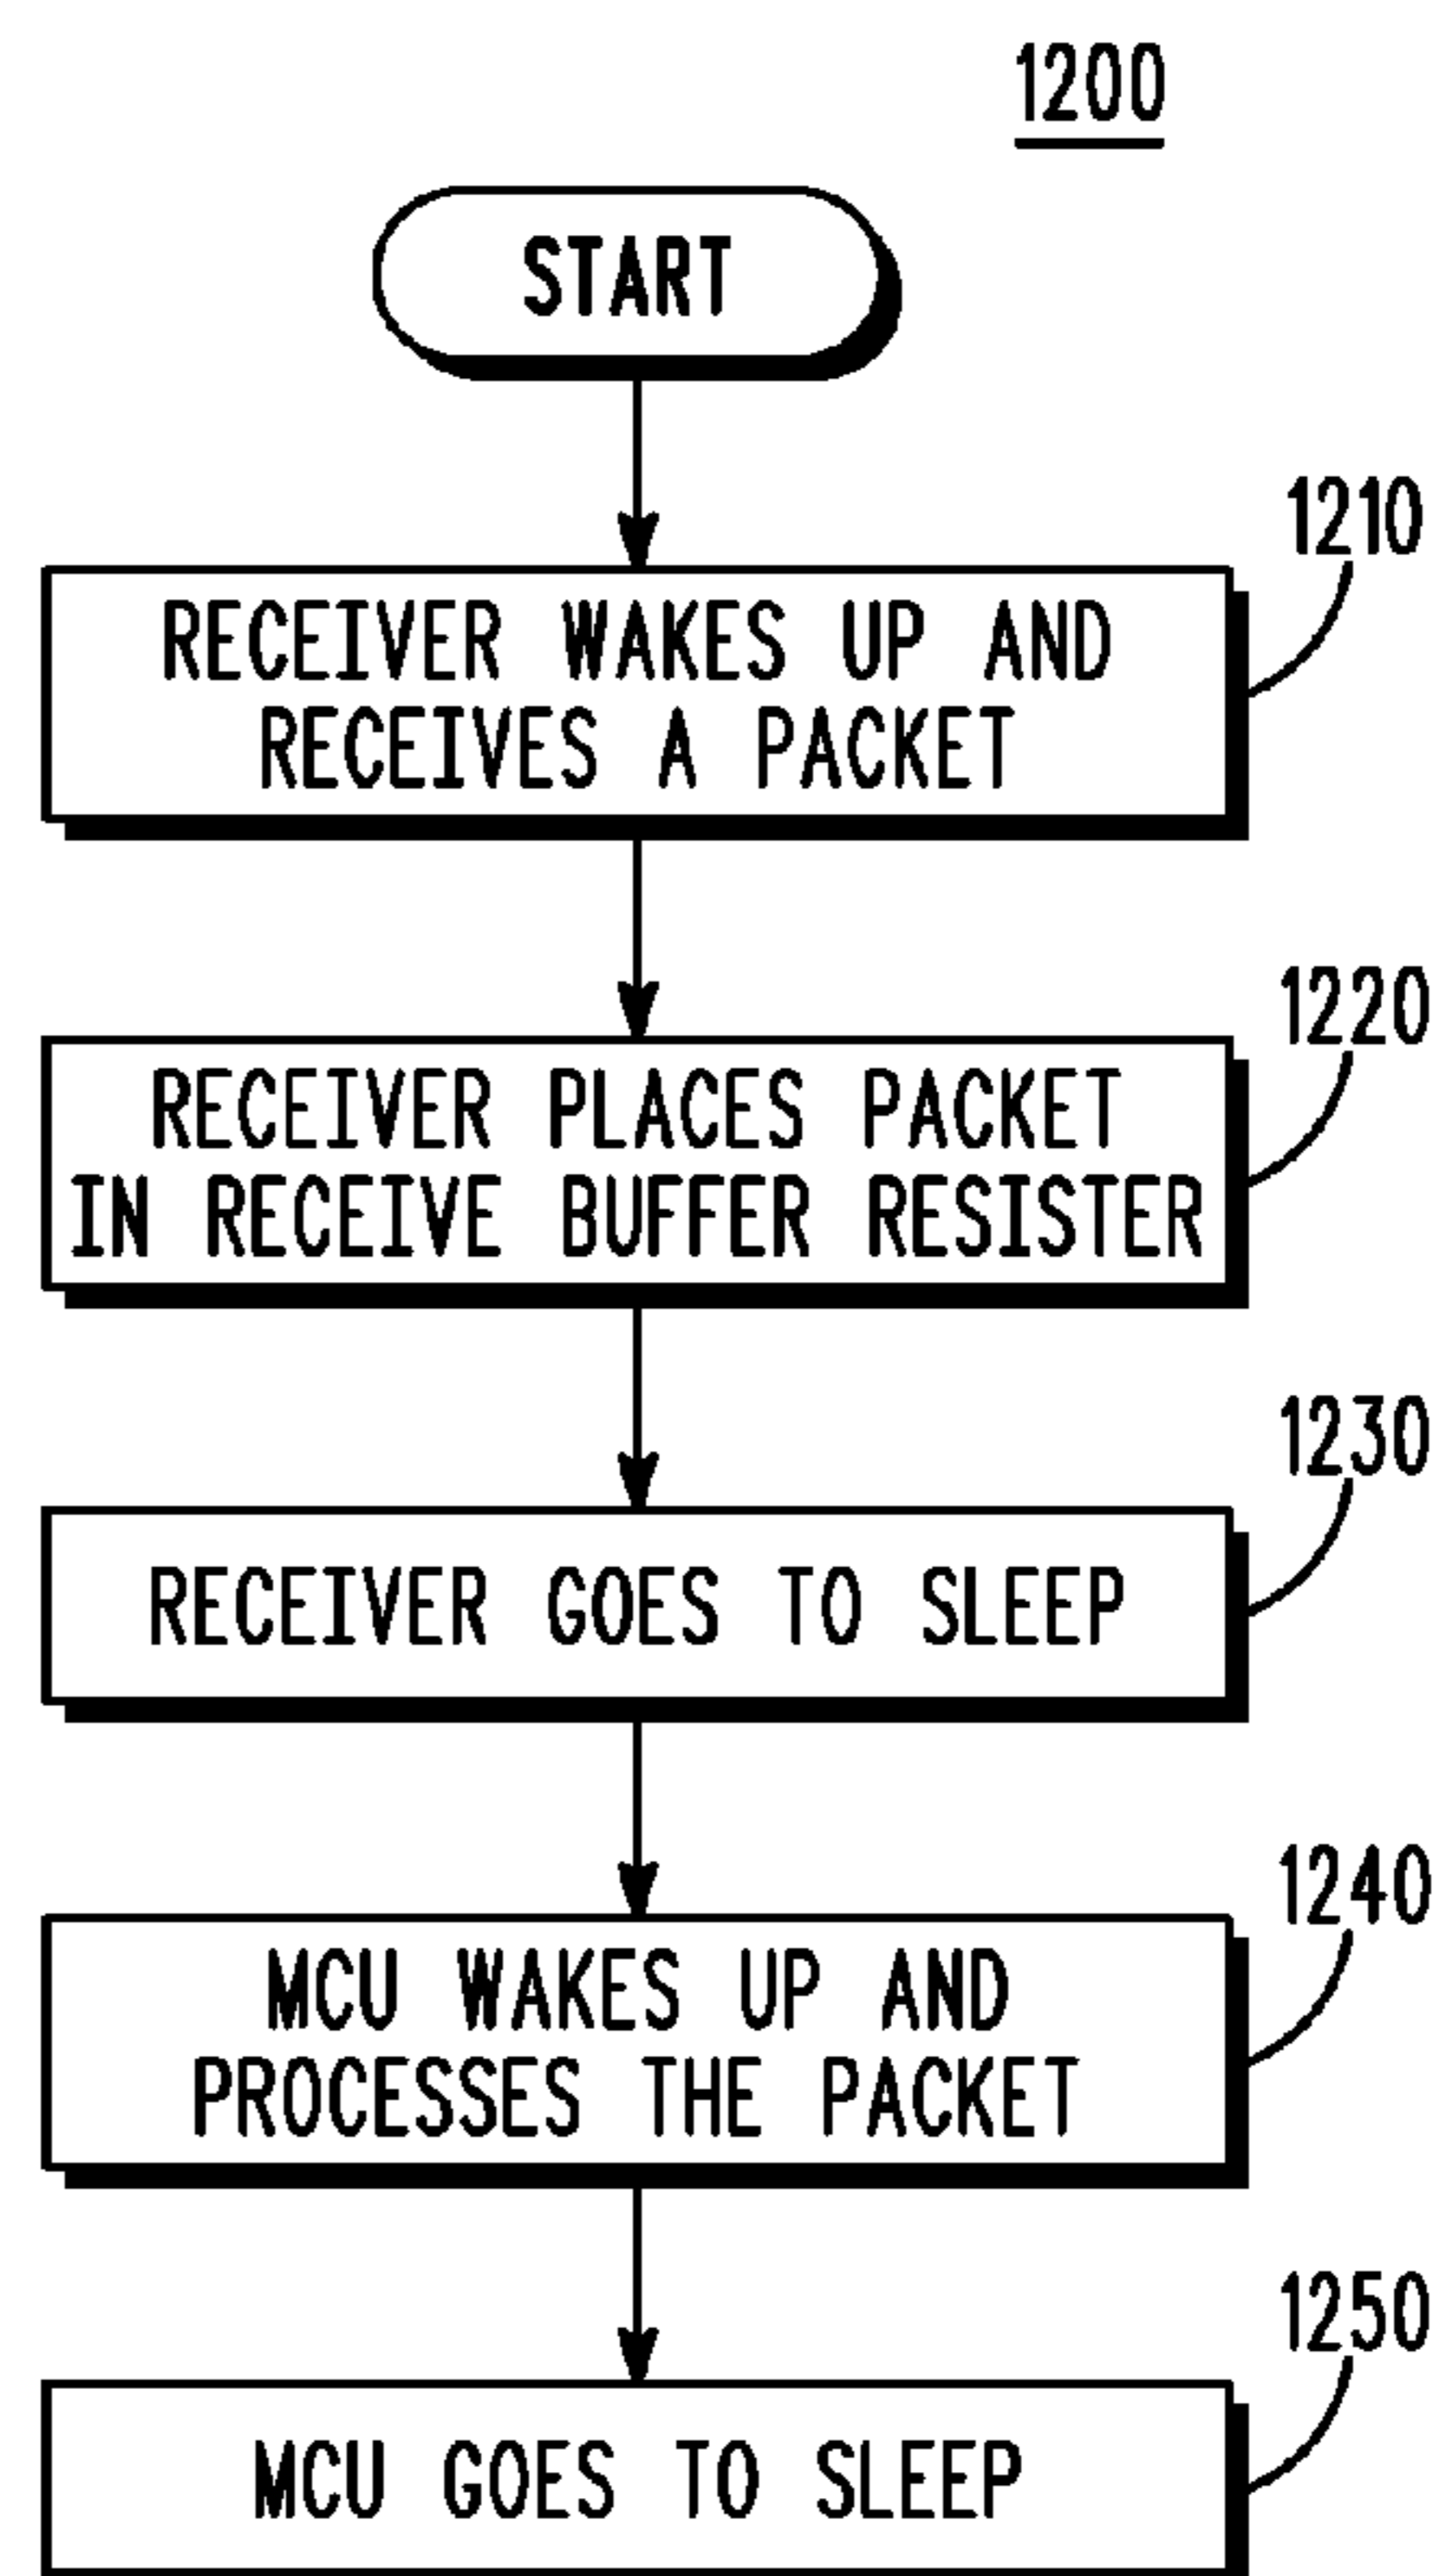 1200
START
1210
RECEIVER WAKES UP AND
RECEIVES A PACKET
1220
RECEIVER PLACES PACKET
IN RECEIVE BUFFER RESISTER
1230
RECEIVER GOES TO SLEEP
1240
MCU WAKES UP AND
PROCESSES THE PACKET
1250
MCU GOES TO SLEEP